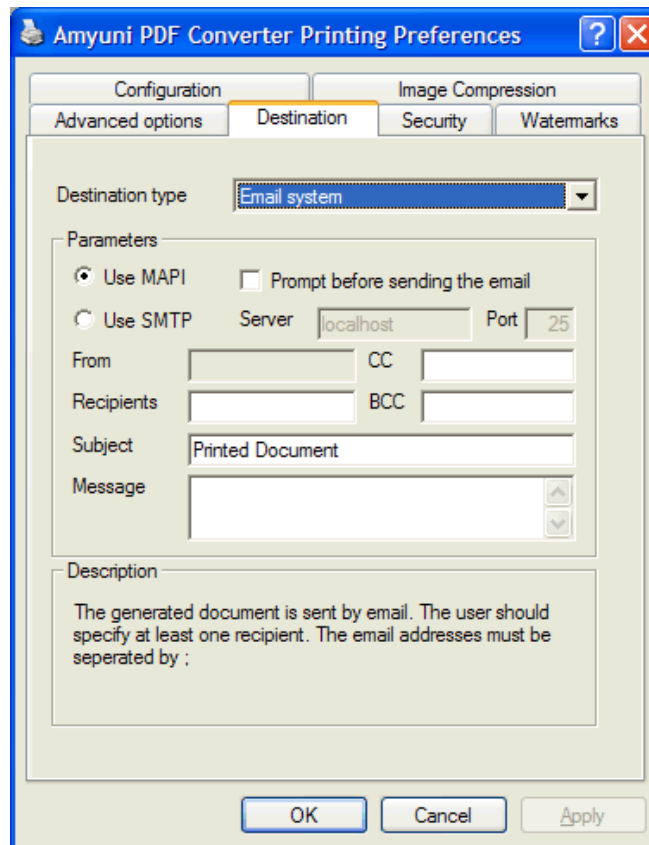 Amyuni PDF Converter Printing Preferences
Configuration Image Compression
Advanced options Destination Security Watermarks
Destination type Email system
Parameters
Use MAPI Prompt before sending the email
Use SMTP Server localhost Port 25
From CC
Recipients BCC
Subject Printed Document
Message
Description
The generated document is sent by email. The user should
specify at least one recipient. The email addresses must be
seperated by ;
OK Cancel Apply